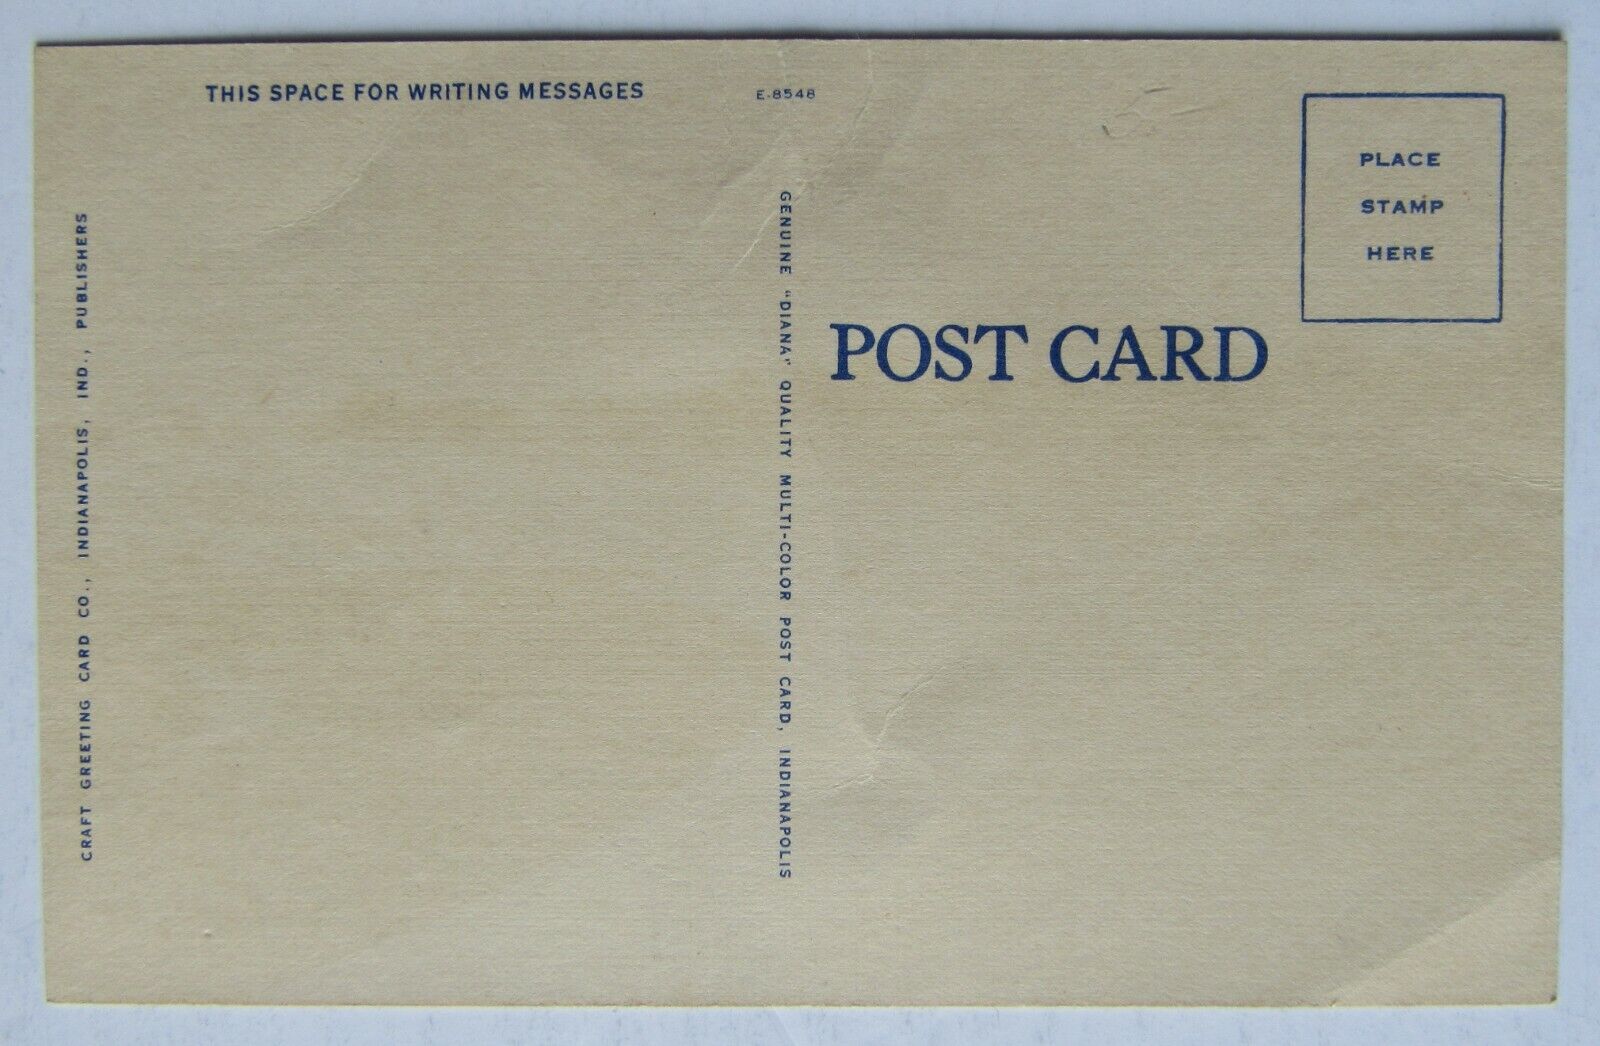 THIS SPACE FOR WRITING MESSAGES
E-8548
CRAFT GREETING CARD CO., INDIANAPOLIS, IND., PUBLISHERS
GENUINE "DIANA" QUALITY MULTI-COLOR POST CARD, INDIANAPOLIS
POST CARD
PLACE
STAMP
HERE